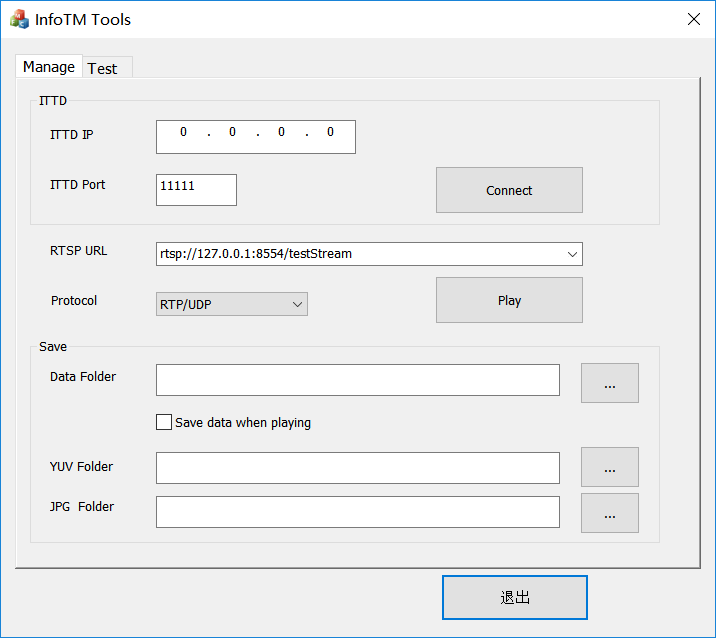 InfoTM Tools
Manage Test
ITTD
ITTD IP 0 . 0 . 0 . 0
ITTD Port 11111
Connect
RTSP URL rtsp://127.0.0.1:8554/testStream
Protocol RTP/UDP
Play
Save
Data Folder ...
Save data when playing
YUV Folder ...
JPG Folder ...
退出